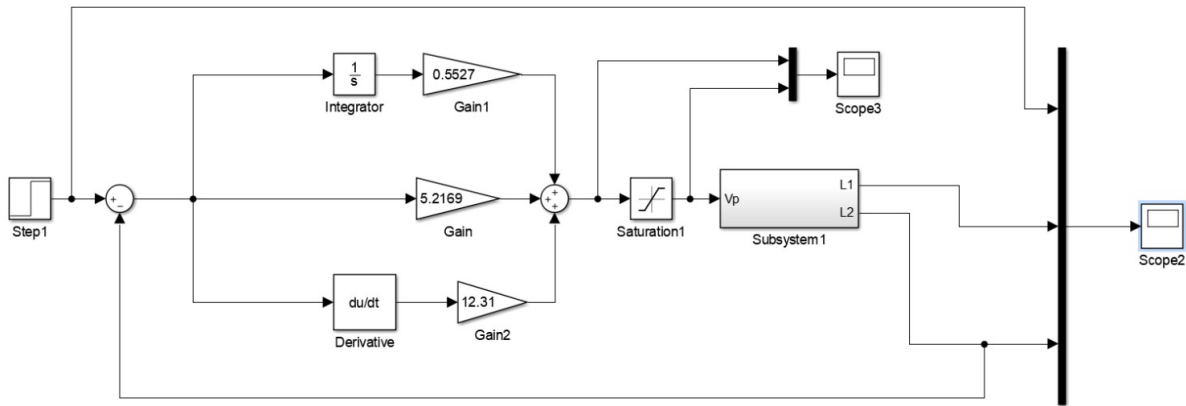 1
s
Integrator
0.5527
Gain1
Scope3
Step1
+
−
5.2169
Gain
+
+
+
Saturation1
Vp
L1
L2
Subsystem1
Scope2
du/dt
Derivative
12.31
Gain2